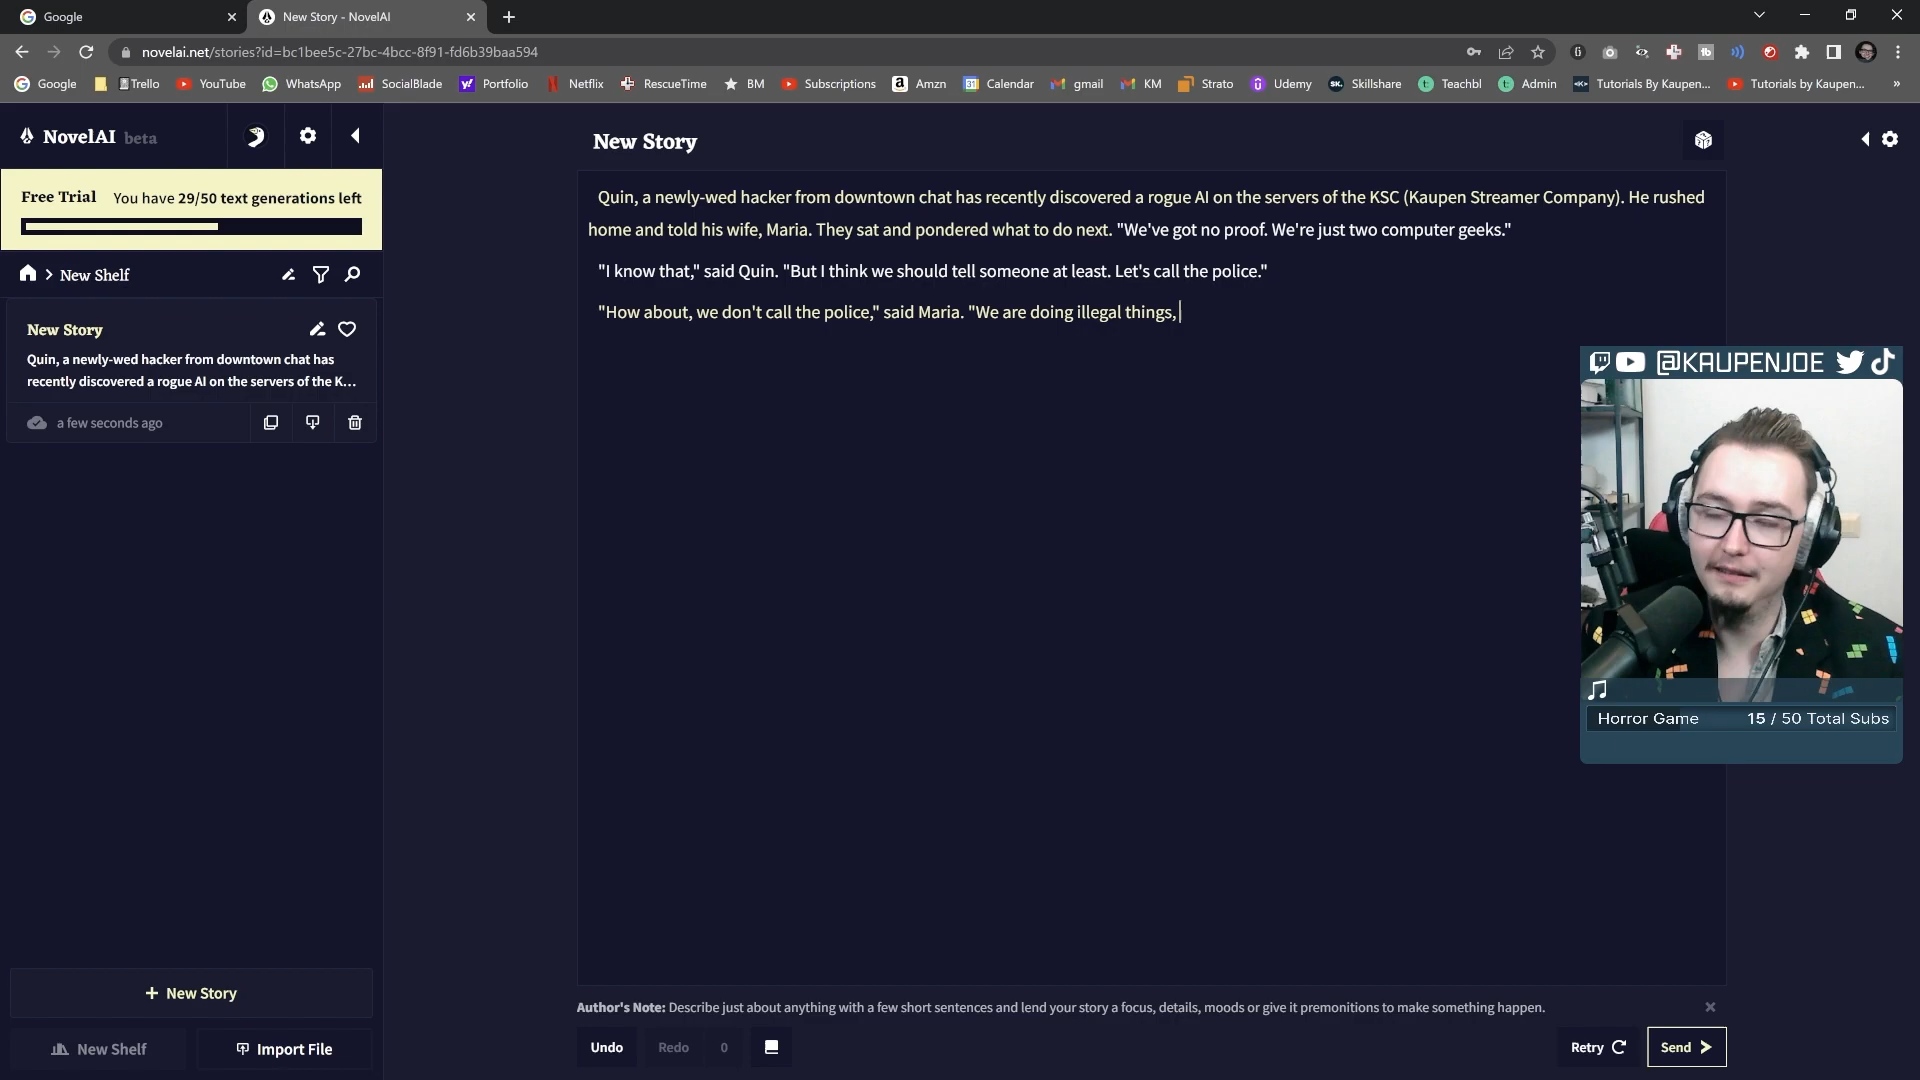 Google
New Story - NovelAI
novelai.net/stories?id=bc1bee5c-27bc-4bcc-8f91-fd6b39baa594
Google Trello YouTube WhatsApp SocialBlade Portfolio Netflix RescueTime BM Subscriptions Amzn Calendar gmail KM Strato Udemy Skillshare Teachbl Admin Tutorials By Kaupen... Tutorials by Kaupen... »
NovelAI beta
Free Trial You have 29/50 text generations left
New Shelf
New Story
Quin, a newly-wed hacker from downtown chat has
recently discovered a rogue AI on the servers of the K...
a few seconds ago
New Story
New Shelf
Import File
New Story
Quin, a newly-wed hacker from downtown chat has recently discovered a rogue AI on the servers of the KSC (Kaupen Streamer Company). He rushed
home and told his wife, Maria. They sat and pondered what to do next. "We've got no proof. We're just two computer geeks."
"I know that," said Quin. "But I think we should tell someone at least. Let's call the police."
"How about, we don't call the police," said Maria. "We are doing illegal things,
@KAUPENJOE
Horror Game 15 / 50 Total Subs
Author's Note: Describe just about anything with a few short sentences and lend your story a focus, details, moods or give it premonitions to make something happen.
Undo Redo 0
Retry Send